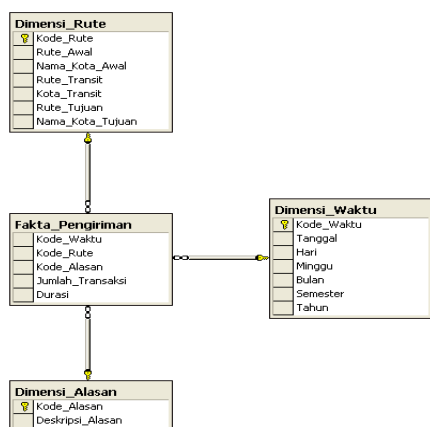 Dimensi_Rute
Kode_Rute
Rute_Awal
Nama_Kota_Awal
Rute_Transit
Kota_Transit
Rute_Tujuan
Nama_Kota_Tujuan
Fakta_Pengiriman
Kode_Waktu
Kode_Rute
Kode_Alasan
Jumlah_Transaksi
Durasi
Dimensi_Waktu
Kode_Waktu
Tanggal
Hari
Minggu
Bulan
Semester
Tahun
Dimensi_Alasan
Kode_Alasan
Deskripsi_Alasan